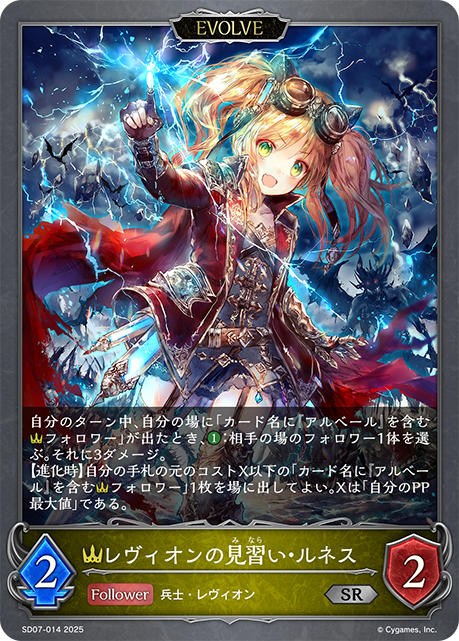 EVOLVE
自分のターン中、自分の場に「カード名に『アルベール』を含む
フォロワー」が出たとき、1:相手の場のフォロワー1体を選
ぶ。それに3ダメージ。
【進化時】自分の手札の元のコストX以下の「カード名に『アルベー
ル』を含むフォロワー」1枚を場に出してよい。Xは「自分のPP
最大値」である。
み なら
レヴィオンの見習い・ルネス
2
Follower 兵士・レヴィオン SR
2
SD07-014 2025 © Cygames, Inc.